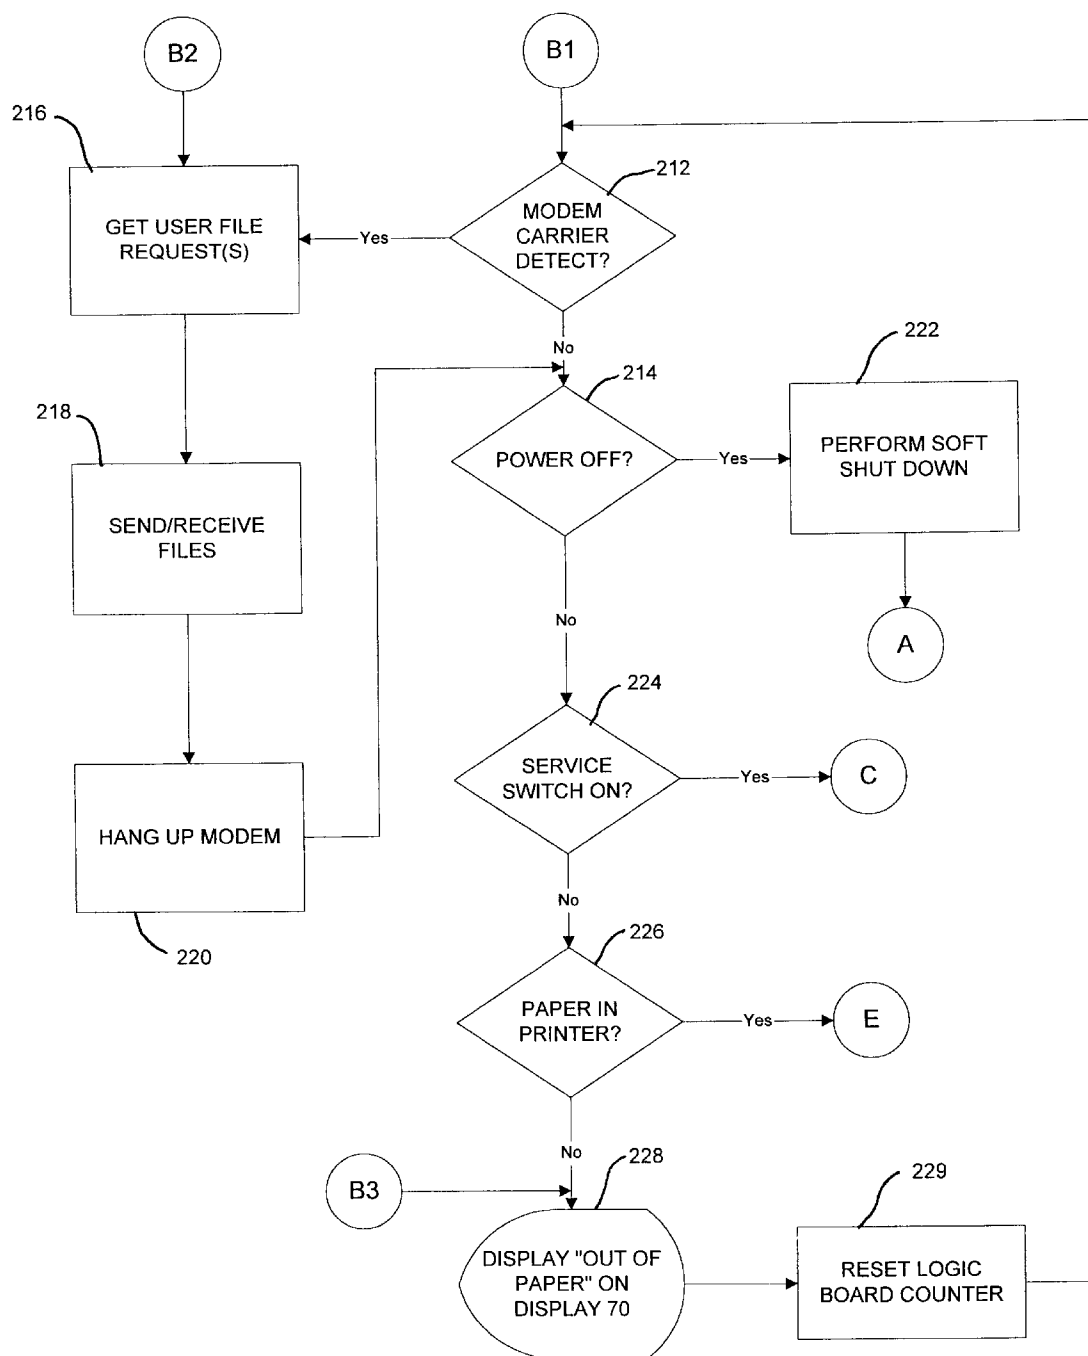 B2
B1
216
212
GET USER FILE
REQUEST(S)
Yes
MODEM
CARRIER
DETECT?
No
222
214
218
POWER OFF?
Yes
PERFORM SOFT
SHUT DOWN
SEND/RECEIVE
FILES
No
A
224
SERVICE
SWITCH ON?
Yes
C
HANG UP MODEM
No
220
226
PAPER IN
PRINTER?
Yes
E
No
228
229
B3
DISPLAY "OUT OF
PAPER" ON
DISPLAY 70
RESET LOGIC
BOARD COUNTER